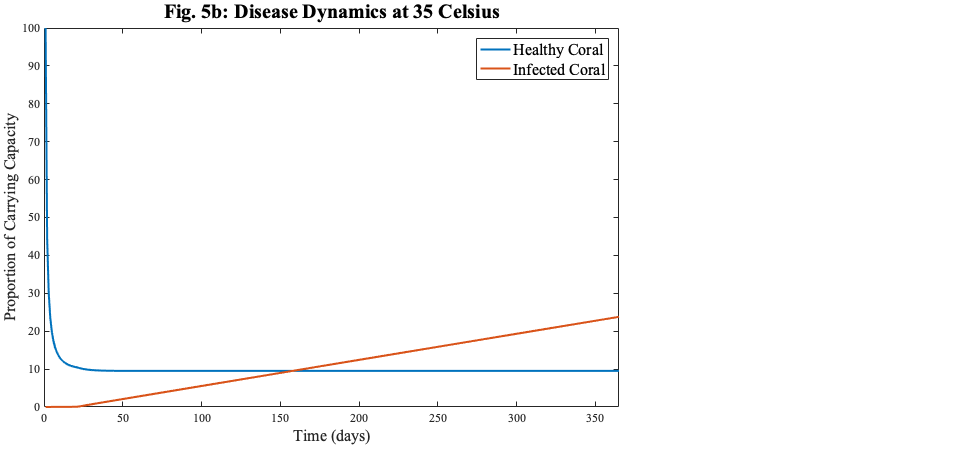 Fig. 5b: Disease Dynamics at 35 Celsius
Healthy Coral
Infected Coral
Proportion of Carrying Capacity
100
90
80
70
60
50
40
30
20
10
0
0 50 100 150 200 250 300 350
Time (days)